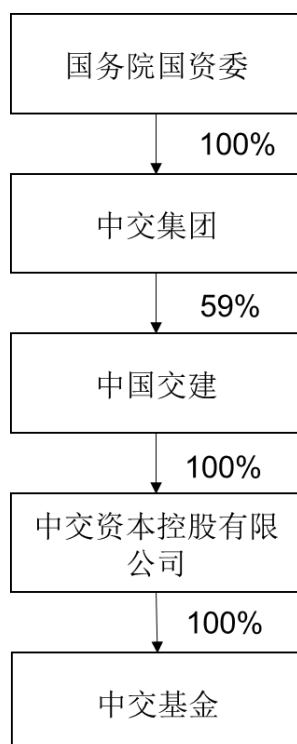 国务院国资委
100%
中交集团
59%
中国交建
100%
中交资本控股有限
公司
100%
中交基金